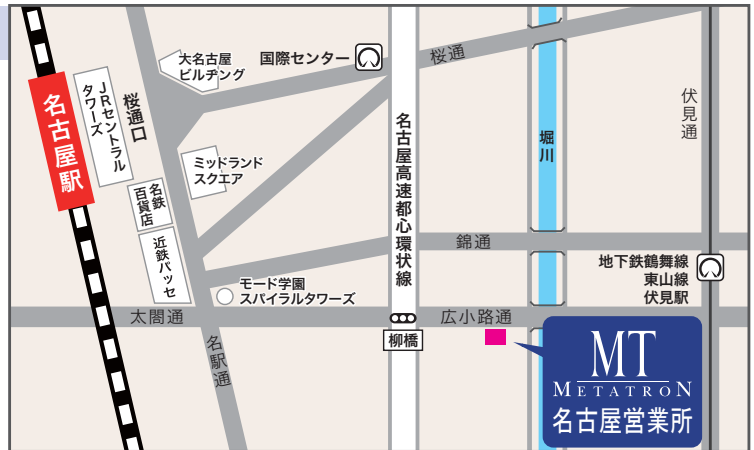 大名古屋
ビルヂング
国際センター
桜通
名古屋駅
JRセントラル
タワーズ
桜通口
伏見通
名古屋高速都心環状線
堀川
ミッドランド
スクエア
名鉄
百貨店
近鉄パッセ
錦通
地下鉄鶴舞線
東山線
伏見駅
モード学園
スパイラルタワーズ
太閤通
広小路通
柳橋
名駅通
MT
METATRON
名古屋営業所